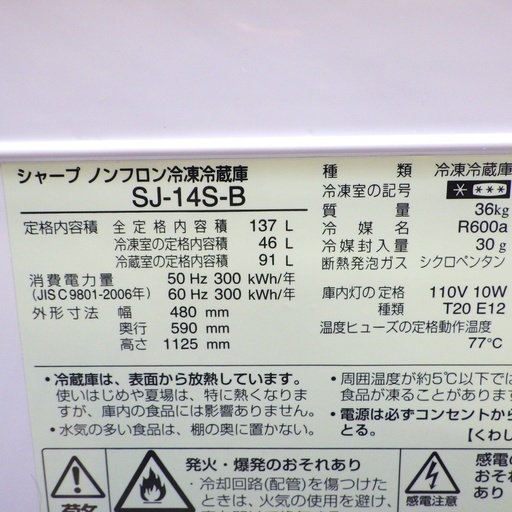 シャープ ノンフロン冷凍冷蔵庫
SJ-14S-B
定格内容積 全定格内容積 137 L
冷凍室の定格内容積 46 L
冷蔵室の定格内容積 91 L
消費電力量 50 Hz 300 kWh/年
(JIS C 9801-2006年) 60 Hz 300 kWh/年
外形寸法 幅 480 mm
奥行 590 mm
高さ 1125 mm
種類 冷凍冷蔵庫
冷凍室の記号 * ***
質量 36kg
冷媒名 R600a
冷媒封入量 30g
断熱発泡ガス シクロペンタン
庫内灯の定格 110V 10W
種類 T20 E12
温度ヒューズの定格動作温度
77℃
・冷蔵庫は、表面から放熱しています。
使いはじめや夏場は、特に熱くなりま
すが、庫内の食品には影響ありません。
・水気の多い食品は、棚の奥に置かない。
・周囲温度が約5℃以下では
食品が凍ることがあります
・電源は必ずコンセントから
とる。
【くわし
発火・爆発のおそれあり
・冷却回路(配管)を傷つけた
ときは、火気の使用を避け、
感電注意
感電の
おそれ
あり